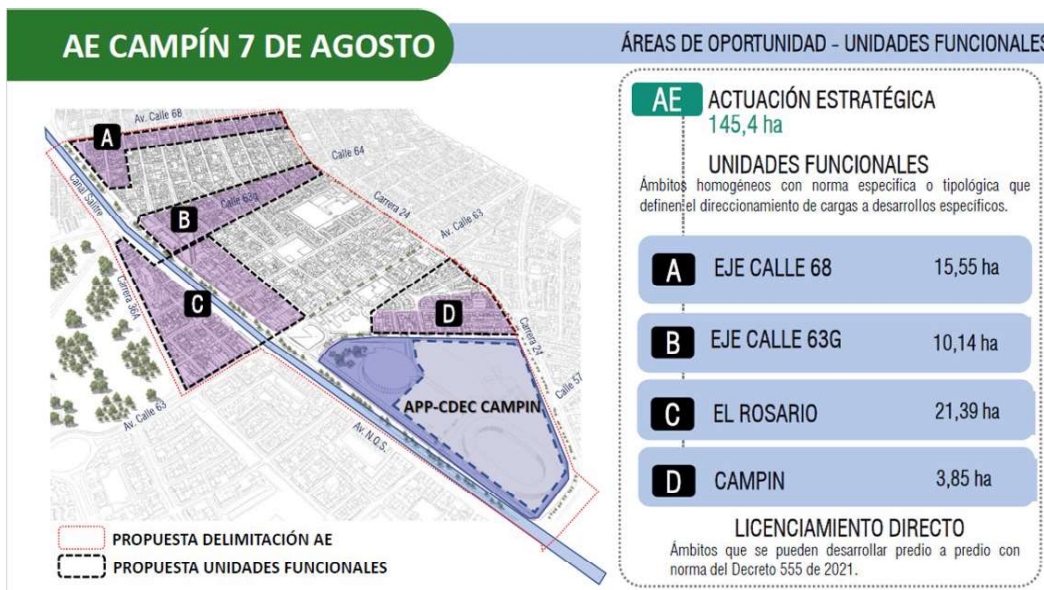 AE CAMPÍN 7 DE AGOSTO
ÁREAS DE OPORTUNIDAD - UNIDADES FUNCIONALES
Av. Calle 68
A
Calle 64
Canal Salitre
Calle 63g
Carrera 24
B
Av. Calle 63
Carrera 36A
C
D
Carrera 24
Calle 57
APP-CDEC CAMPIN
Av. Calle 63
Av. N.Q.S.
PROPUESTA DELIMITACIÓN AE
PROPUESTA UNIDADES FUNCIONALES
AE ACTUACIÓN ESTRATÉGICA
145,4 ha
UNIDADES FUNCIONALES
Ámbitos homogéneos con norma especifica o tipológica que
definen el direccionamiento de cargas a desarrollos específicos.
A EJE CALLE 68 15,55 ha
B EJE CALLE 63G 10,14 ha
C EL ROSARIO 21,39 ha
D CAMPIN 3,85 ha
LICENCIAMIENTO DIRECTO
Ámbitos que se pueden desarrollar predio a predio con
norma del Decreto 555 de 2021.